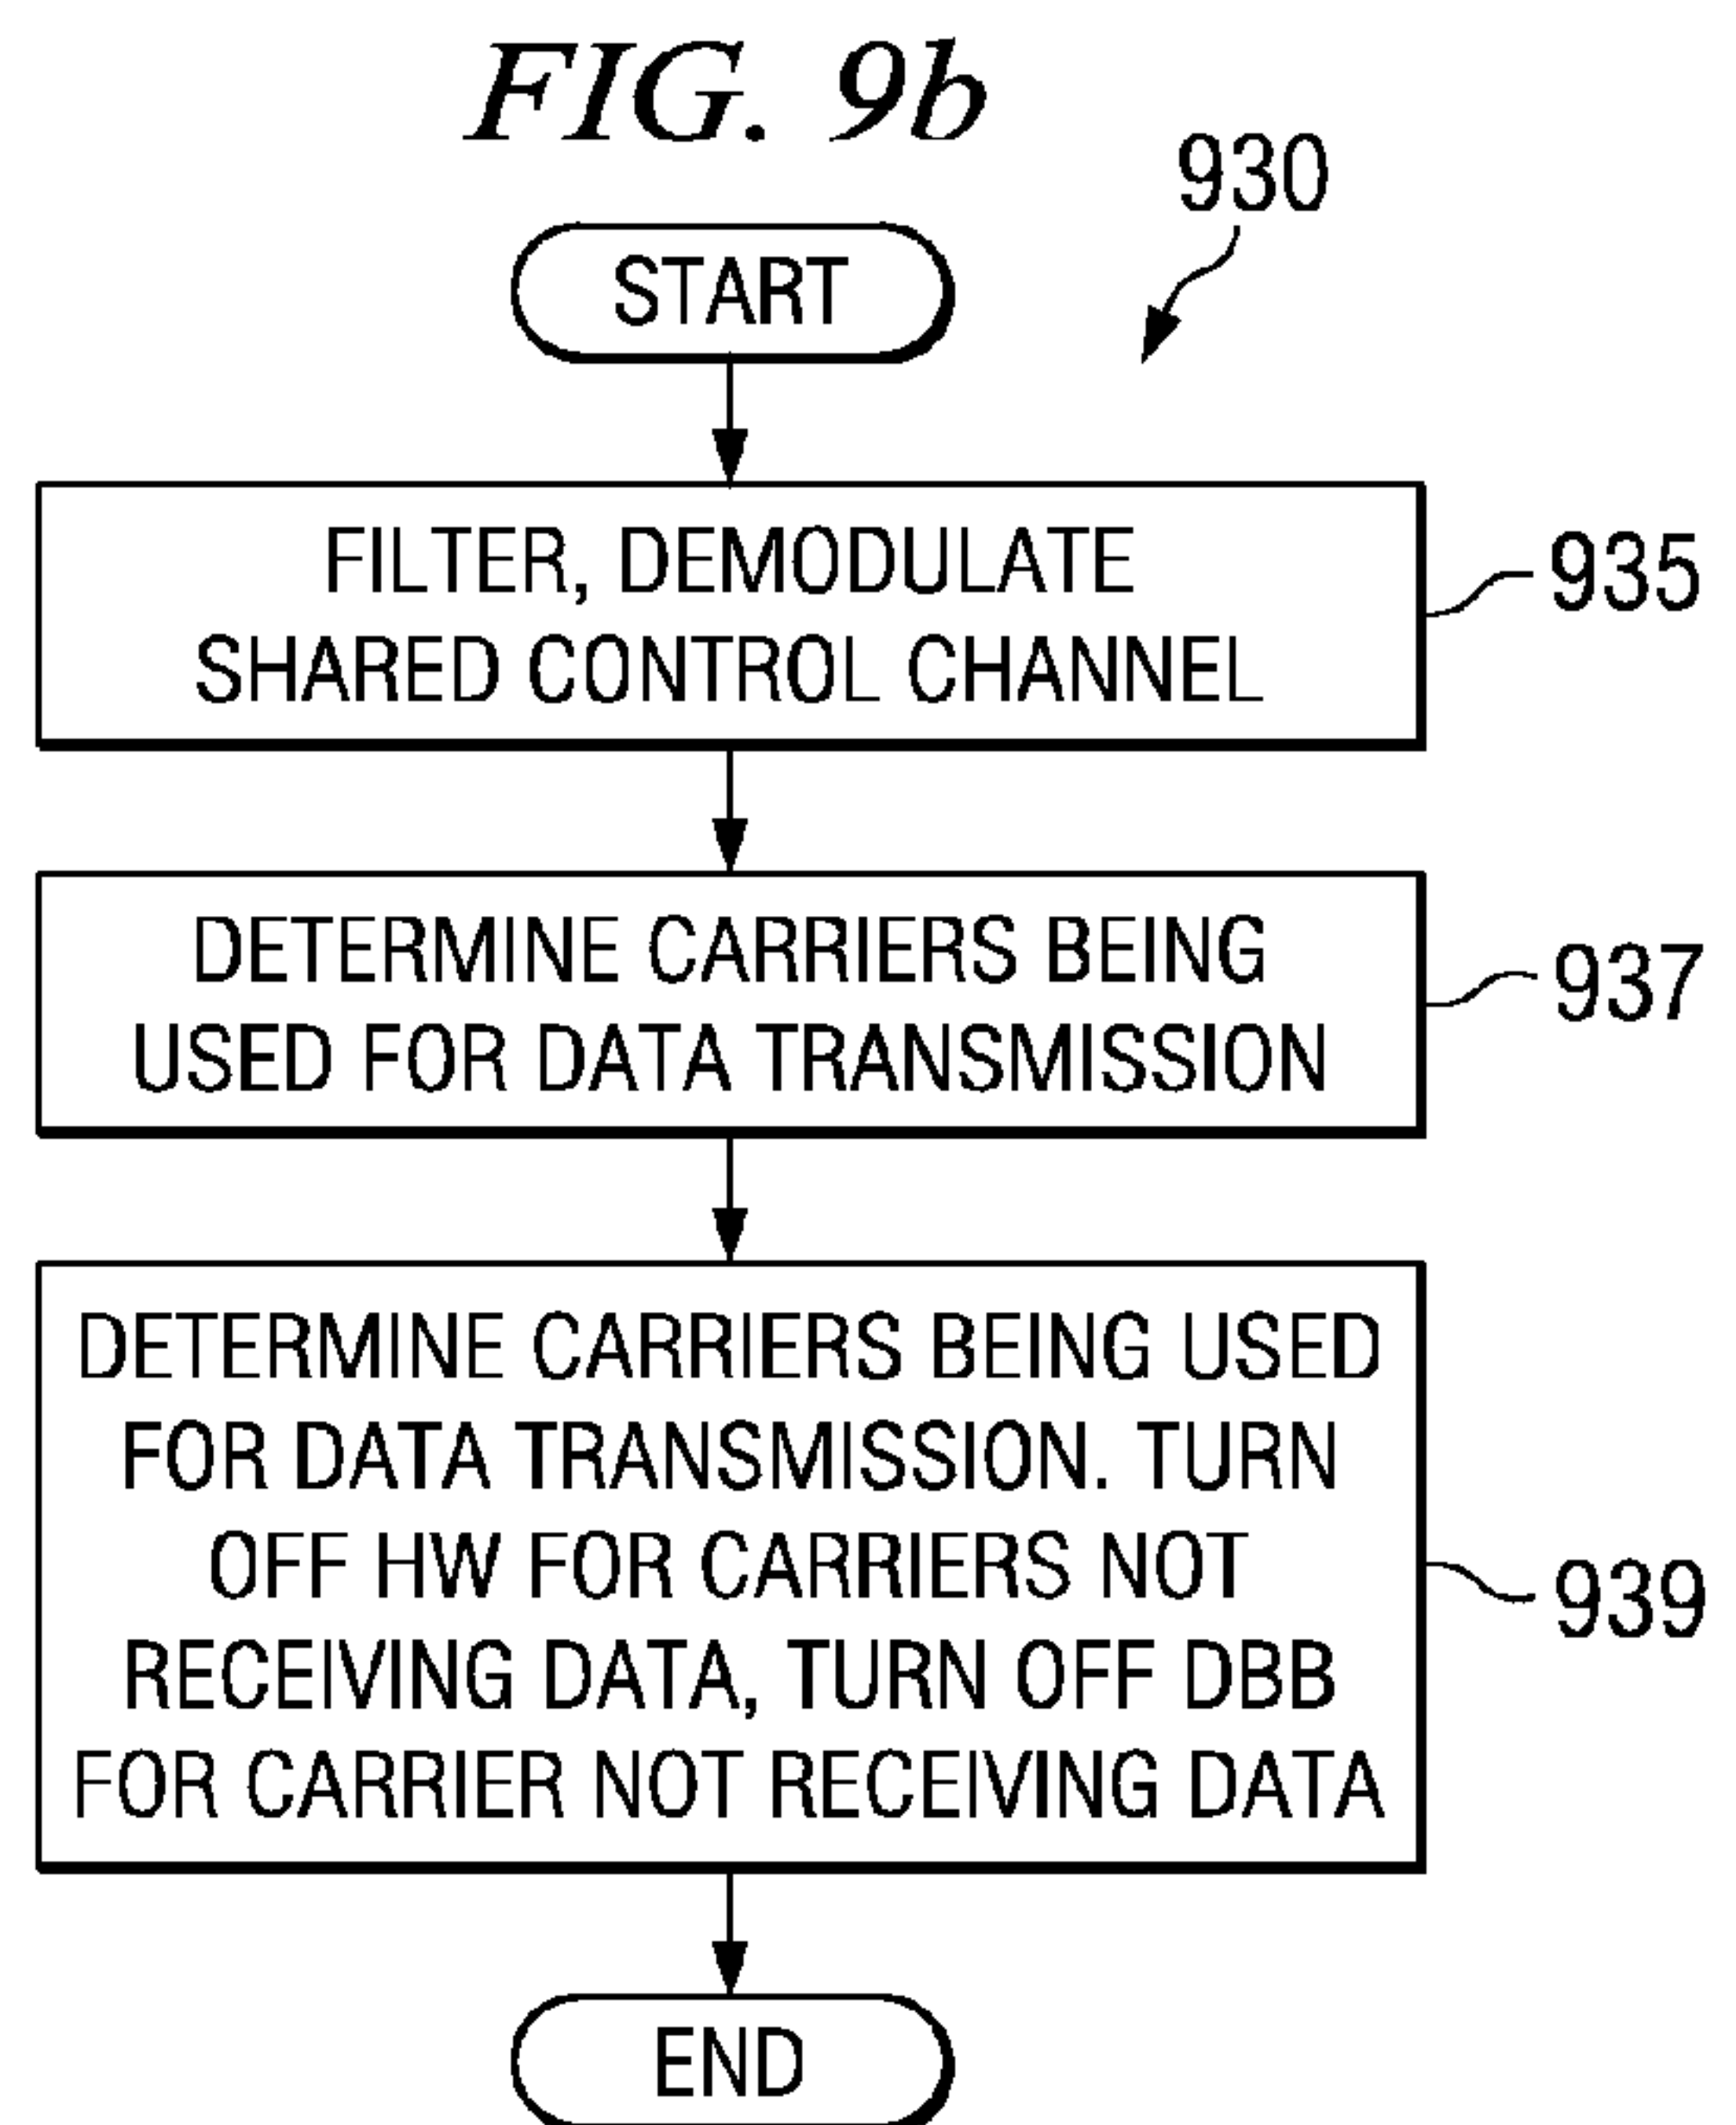 FIG. 9b
930
START
FILTER, DEMODULATE
SHARED CONTROL CHANNEL
935
DETERMINE CARRIERS BEING
USED FOR DATA TRANSMISSION
937
DETERMINE CARRIERS BEING USED
FOR DATA TRANSMISSION. TURN
OFF HW FOR CARRIERS NOT
RECEIVING DATA, TURN OFF DBB
FOR CARRIER NOT RECEIVING DATA
939
END